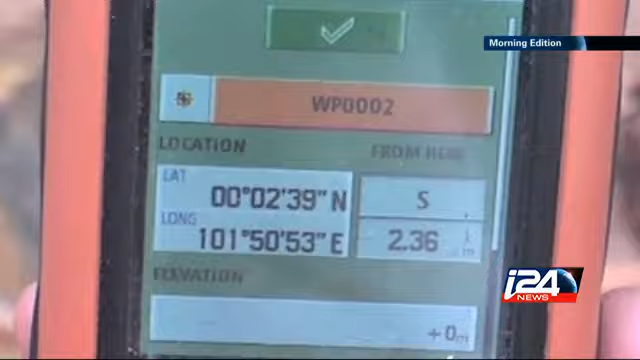 Morning Edition
WP0002
LOCATION
FROM HERE
LAT
00°02'39"N
S
LONG
101°50'53"E
2.36
ELEVATION
+0m
i24
NEWS